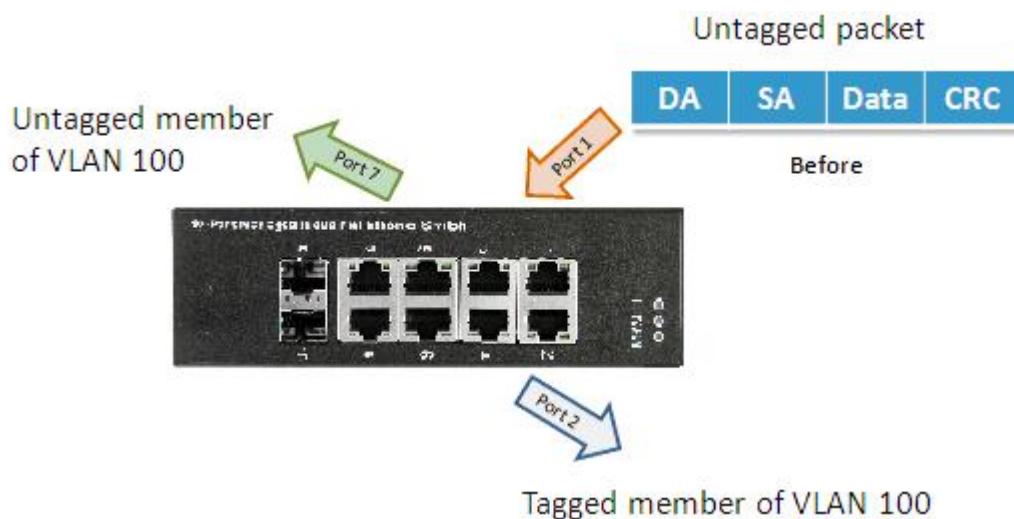 Untagged packet
DA SA Data CRC
Before
Untagged member
of VLAN 100
Port 7
Port 1
Port 2
Tagged member of VLAN 100